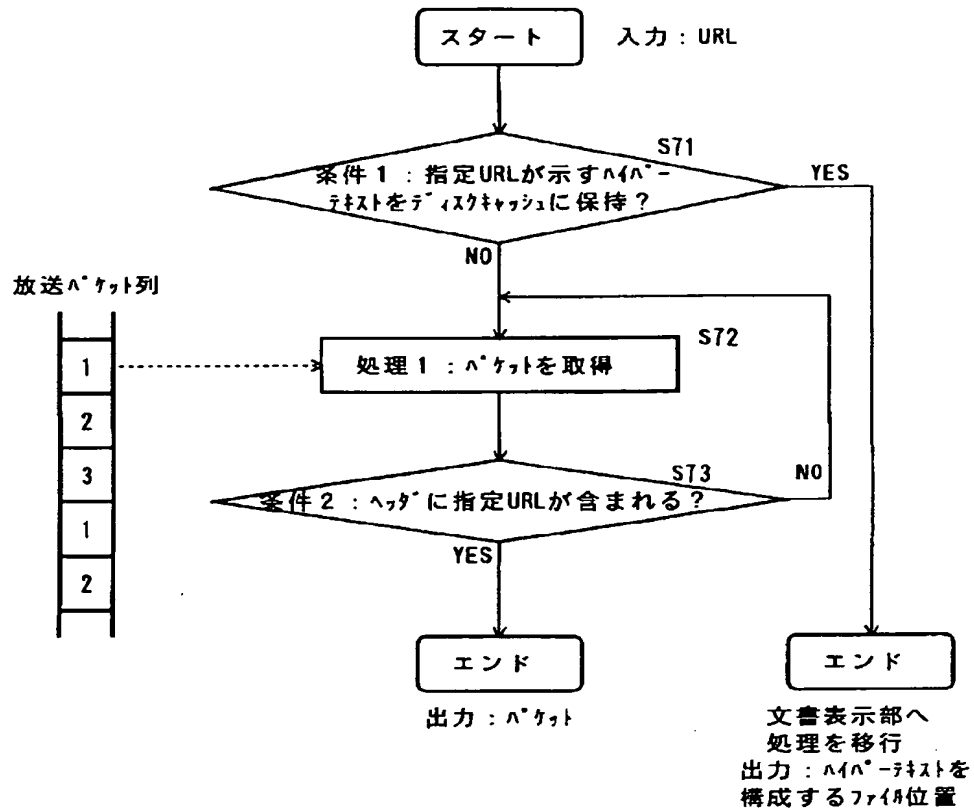 スタート
入力：URL
S71
条件1：指定URLが示すﾊｲﾊﾟｰ
ﾃｷｽﾄをﾃﾞｨｽｸｷｬｯｼｭに保持？
YES
NO
放送ﾊﾟｹｯﾄ列
S72
1
処理1：ﾊﾟｹｯﾄを取得
2
3
S73
NO
条件2：ﾍｯﾀﾞに指定URLが含まれる？
1
YES
2
エンド
エンド
出力：ﾊﾟｹｯﾄ
文書表示部へ
処理を移行
出力：ﾊｲﾊﾟｰﾃｷｽﾄを
構成するﾌｧｲﾙ位置